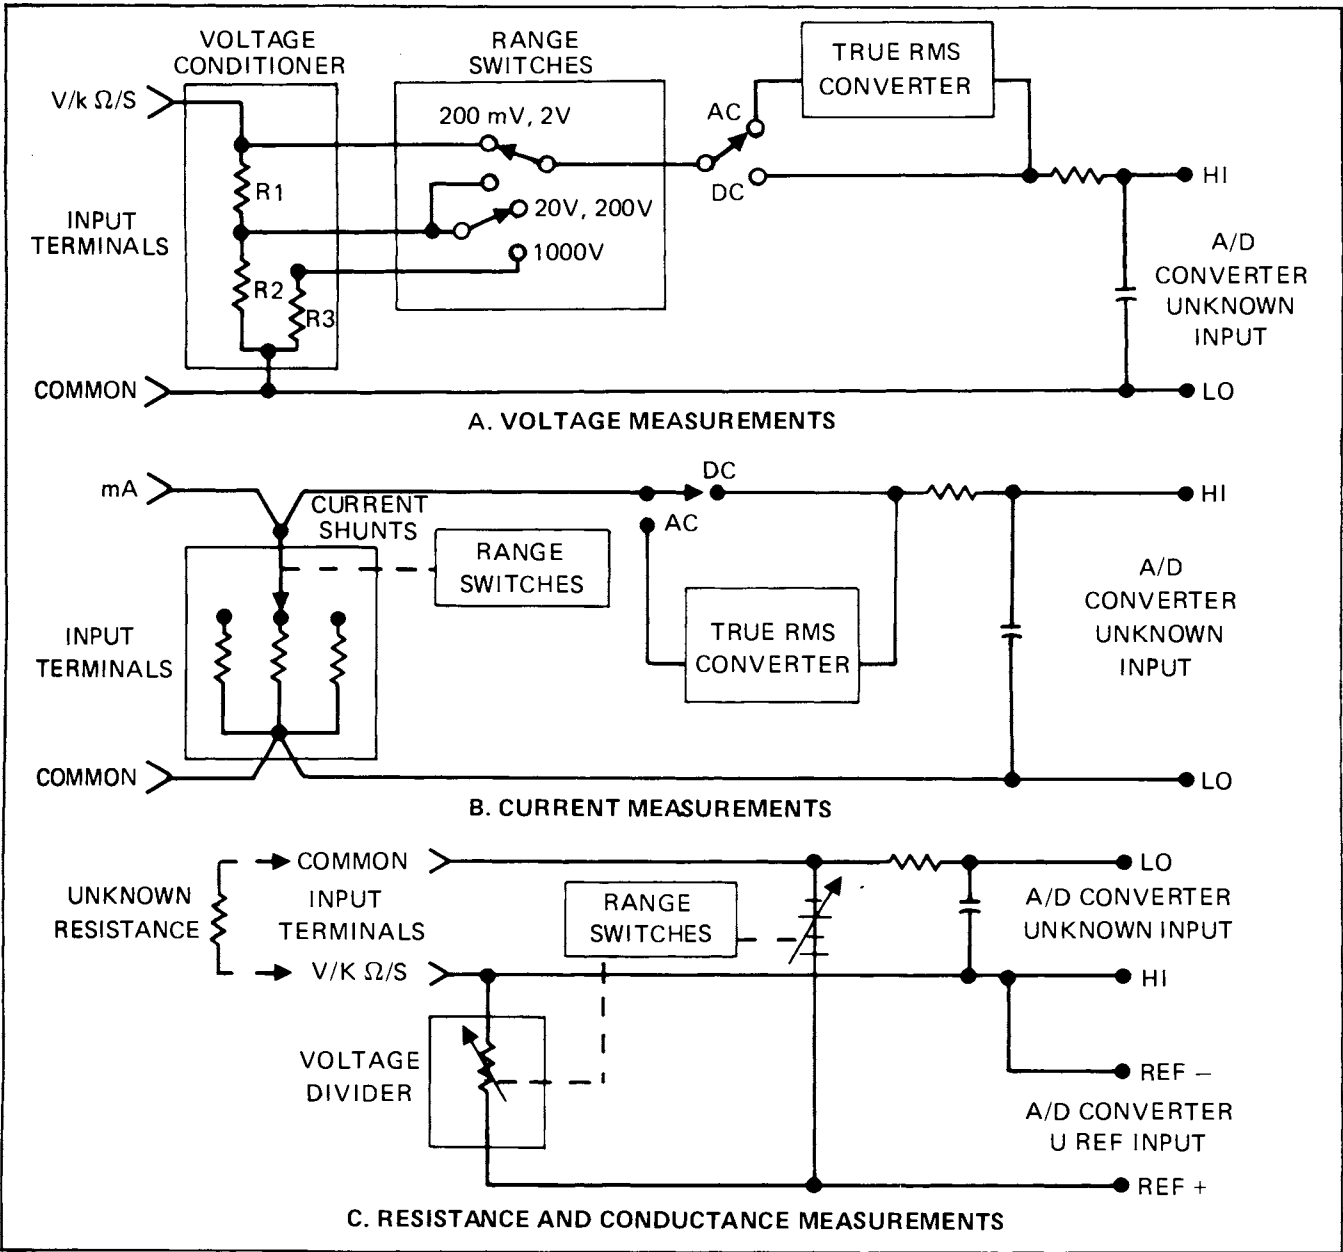 VOLTAGE
CONDITIONER
RANGE
SWITCHES
TRUE RMS
CONVERTER
V/k Ω/S
200 mV, 2V
AC
DC
HI
R1
INPUT
TERMINALS
20V, 200V
1000V
R2
R3
A/D
CONVERTER
UNKNOWN
INPUT
COMMON
LO
A. VOLTAGE MEASUREMENTS
mA
CURRENT
SHUNTS
DC
AC
HI
RANGE
SWITCHES
INPUT
TERMINALS
TRUE RMS
CONVERTER
A/D
CONVERTER
UNKNOWN
INPUT
COMMON
LO
B. CURRENT MEASUREMENTS
UNKNOWN
RESISTANCE
COMMON
INPUT
TERMINALS
V/K Ω/S
RANGE
SWITCHES
LO
A/D CONVERTER
UNKNOWN INPUT
HI
VOLTAGE
DIVIDER
REF –
A/D CONVERTER
U REF INPUT
REF +
C. RESISTANCE AND CONDUCTANCE MEASUREMENTS